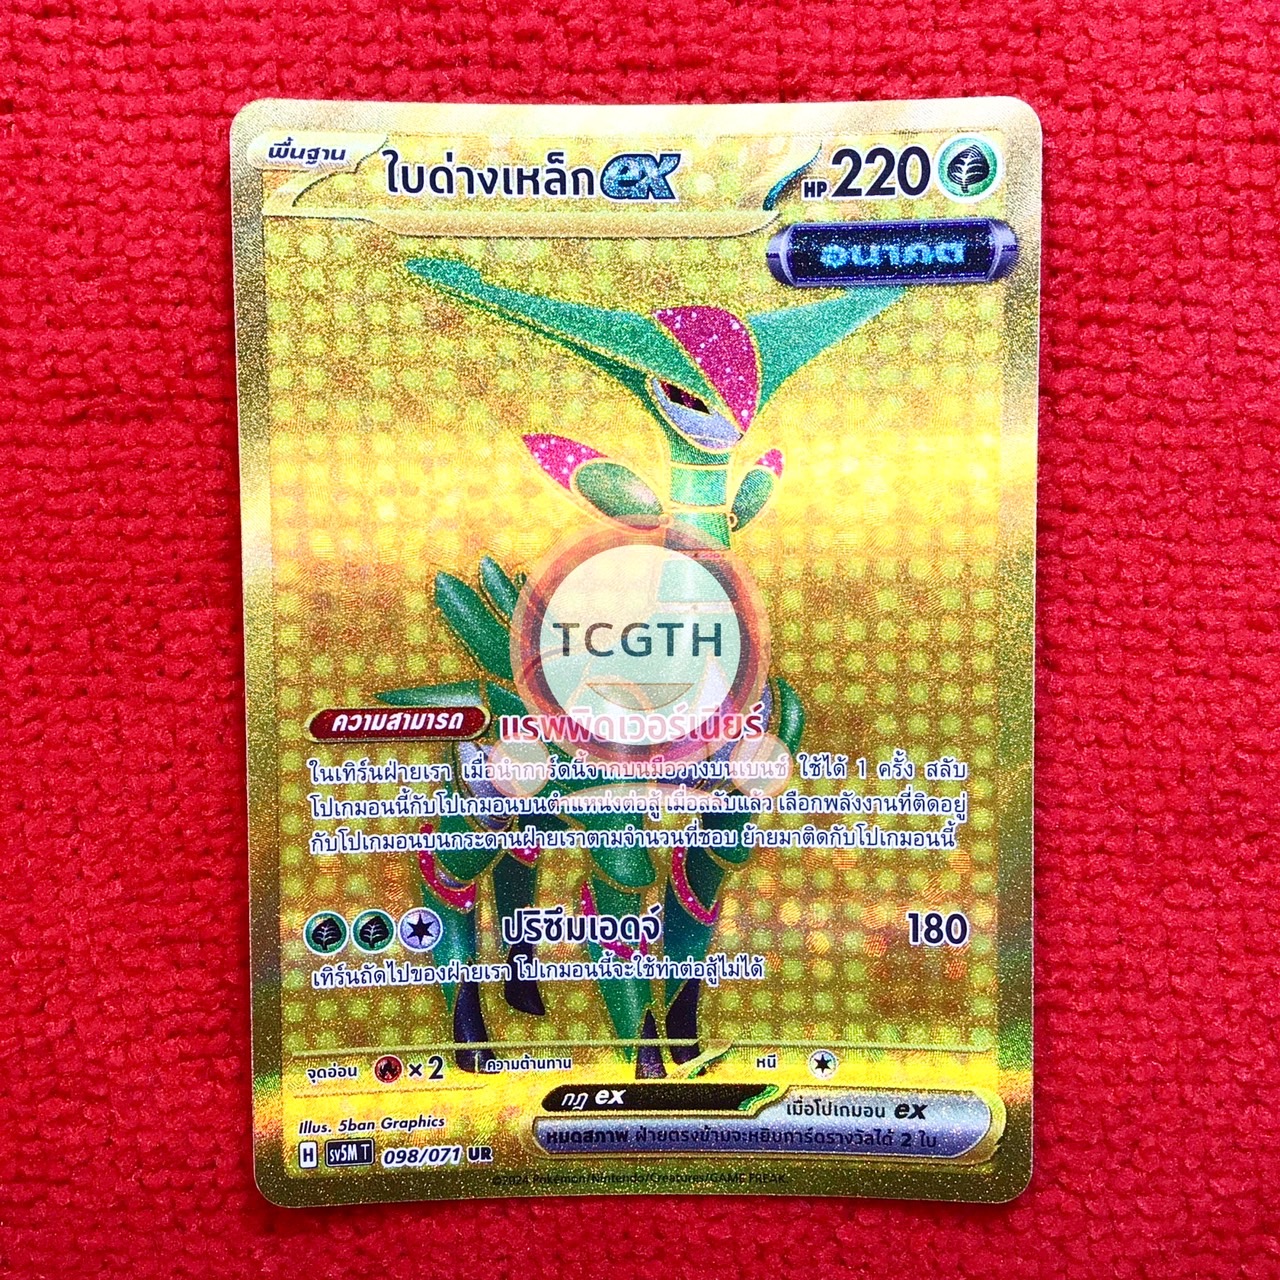 พื้นฐาน
ใบด่างเหล็ก ex
HP 220
อนาคต
TCGTH
ความสามารถ แรพพิดเวอร์เนียร์
ในเทิร์นฝ่ายเรา เมื่อนำการ์ดนี้จากบนมือวางบนเบนช์ ใช้ได้ 1 ครั้ง สลับ
โปเกมอนนี้กับโปเกมอนบนตำแหน่งต่อสู้ เมื่อสลับแล้ว เลือกพลังงานที่ติดอยู่
กับโปเกมอนบนกระดานฝ่ายเราตามจำนวนที่ชอบ ย้ายมาติดกับโปเกมอนนี้
ปริซึมเอดจ์ 180
เทิร์นถัดไปของฝ่ายเรา โปเกมอนนี้จะใช้ท่าต่อสู้ไม่ได้
จุดอ่อน ×2 ความต้านทาน หนี
กฎ ex เมื่อโปเกมอน ex
หมดสภาพ ฝ่ายตรงข้ามจะหยิบการ์ดรางวัลได้ 2 ใบ
Illus. 5ban Graphics
H sv5M T 098/071 UR
©2024 Pokémon/Nintendo/Creatures/GAME FREAK.